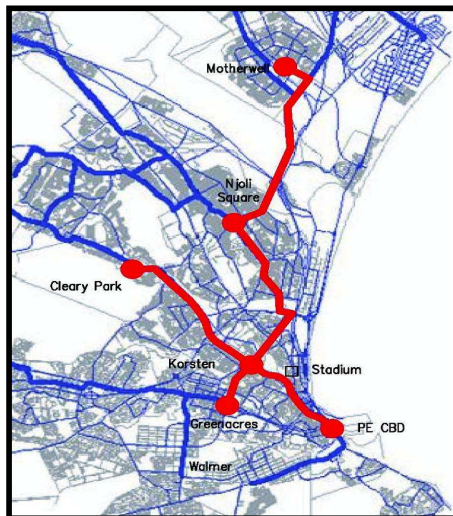 Motherwell
Njoli
Square
Cleary Park
Korsten
Stadium
Greenacres
PE CBD
Walmer